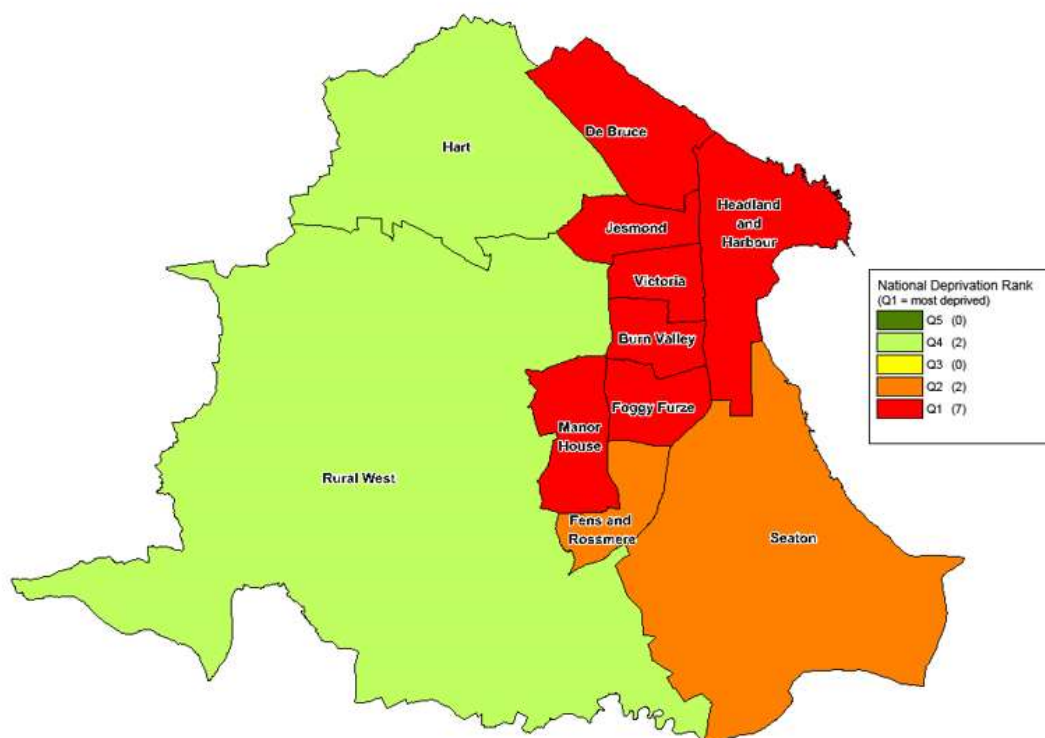 De Bruce
Hart
Headland
and
Harbour
Jesmond
Victoria
Burn Valley
Foggy Furze
Manor
House
Rural West
Fens and
Rossmere
Seaton
National Deprivation Rank
(Q1 = most deprived)
Q5 (0)
Q4 (2)
Q3 (0)
Q2 (2)
Q1 (7)